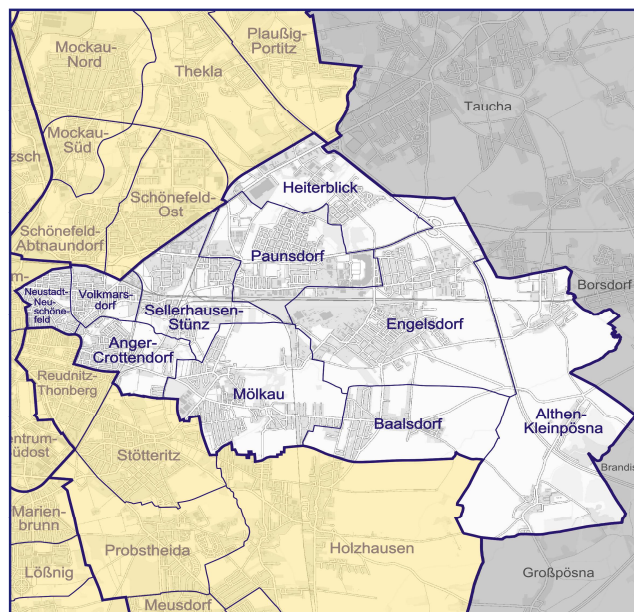 Plaußig-
Portitz
Mockau-
Nord
Thekla
Taucha
Mockau-
Süd
zsch
Heiterblick
Schönefeld-
Ost
Schönefeld-
Abtnaundorf
Paunsdorf
m-
Borsdorf
Neustadt-
Neu-
schöne-
feld
Volkmars-
dorf
Sellerhausen-
Stünz
Engelsdorf
Anger-
Crottendorf
Reudnitz-
Thonberg
Mölkau
Baalsdorf
Althen-
Kleinpösna
entrum-
üdost
Stötteritz
Brandis
Marien-
brunn
Probstheida
Holzhausen
Lößnig
Großpösna
Meusdorf